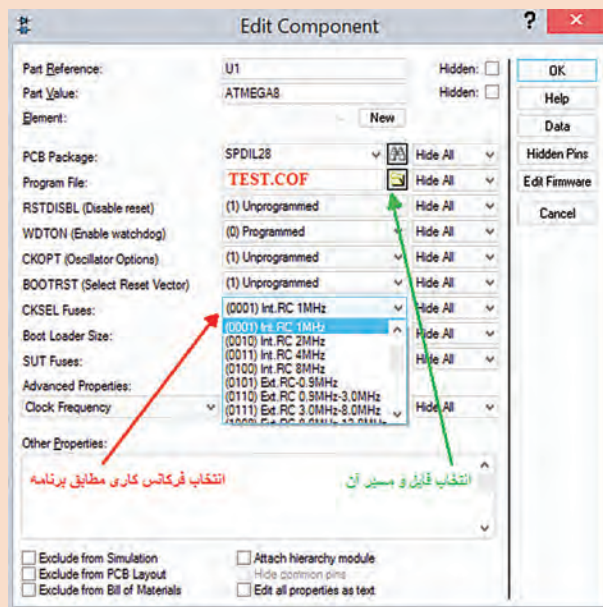 Edit Component
?
Part Reference: U1 Hidden:
Part Value: ATMEGA8 Hidden:
Element: New
PCB Package: SPDIL28 Hide All
Program File: TEST.COF Hide All
RSTDISBL (Disable reset) (1) Unprogrammed Hide All
WDTON (Enable watchdog) (0) Programmed Hide All
CKOPT (Oscillator Options) (1) Unprogrammed Hide All
BOOTRST (Select Reset Vector) (1) Unprogrammed Hide All
CKSEL Fuses: (0001) Int.RC 1MHz Hide All
(0001) Int.RC 1MHz
(0010) Int.RC 2MHz
(0011) Int.RC 4MHz
(0100) Int.RC 8MHz
(0101) Ext.RC-0.9MHz
(0110) Ext.RC 0.9MHz-3.0MHz
(0111) Ext.RC 3.0MHz-8.0MHz
Boot Loader Size: Hide All
SUT Fuses: Hide All
Advanced Properties:
Clock Frequency Hide All
Other Properties:
انتخاب فرکانس کاری مطابق برنامه
انتخاب فایل و مسیر آن
Exclude from Simulation
Exclude from PCB Layout
Exclude from Bill of Materials
Attach hierarchy module
Hide common pins
Edit all properties as text
OK
Help
Data
Hidden Pins
Edit Firmware
Cancel